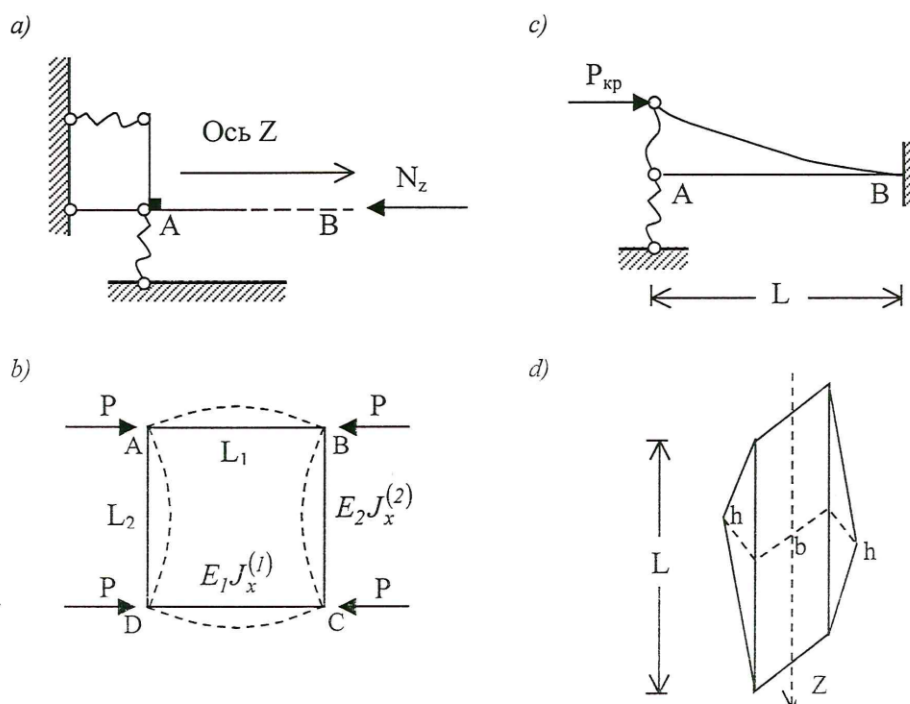 a)
Ось Z
N_z
A
B
c)
P_кр
A
B
L
b)
P
P
A
B
L₁
L₂
E₂J_x^(2)
E₁J_x^(1)
P
P
D
C
d)
h
b
h
L
Z